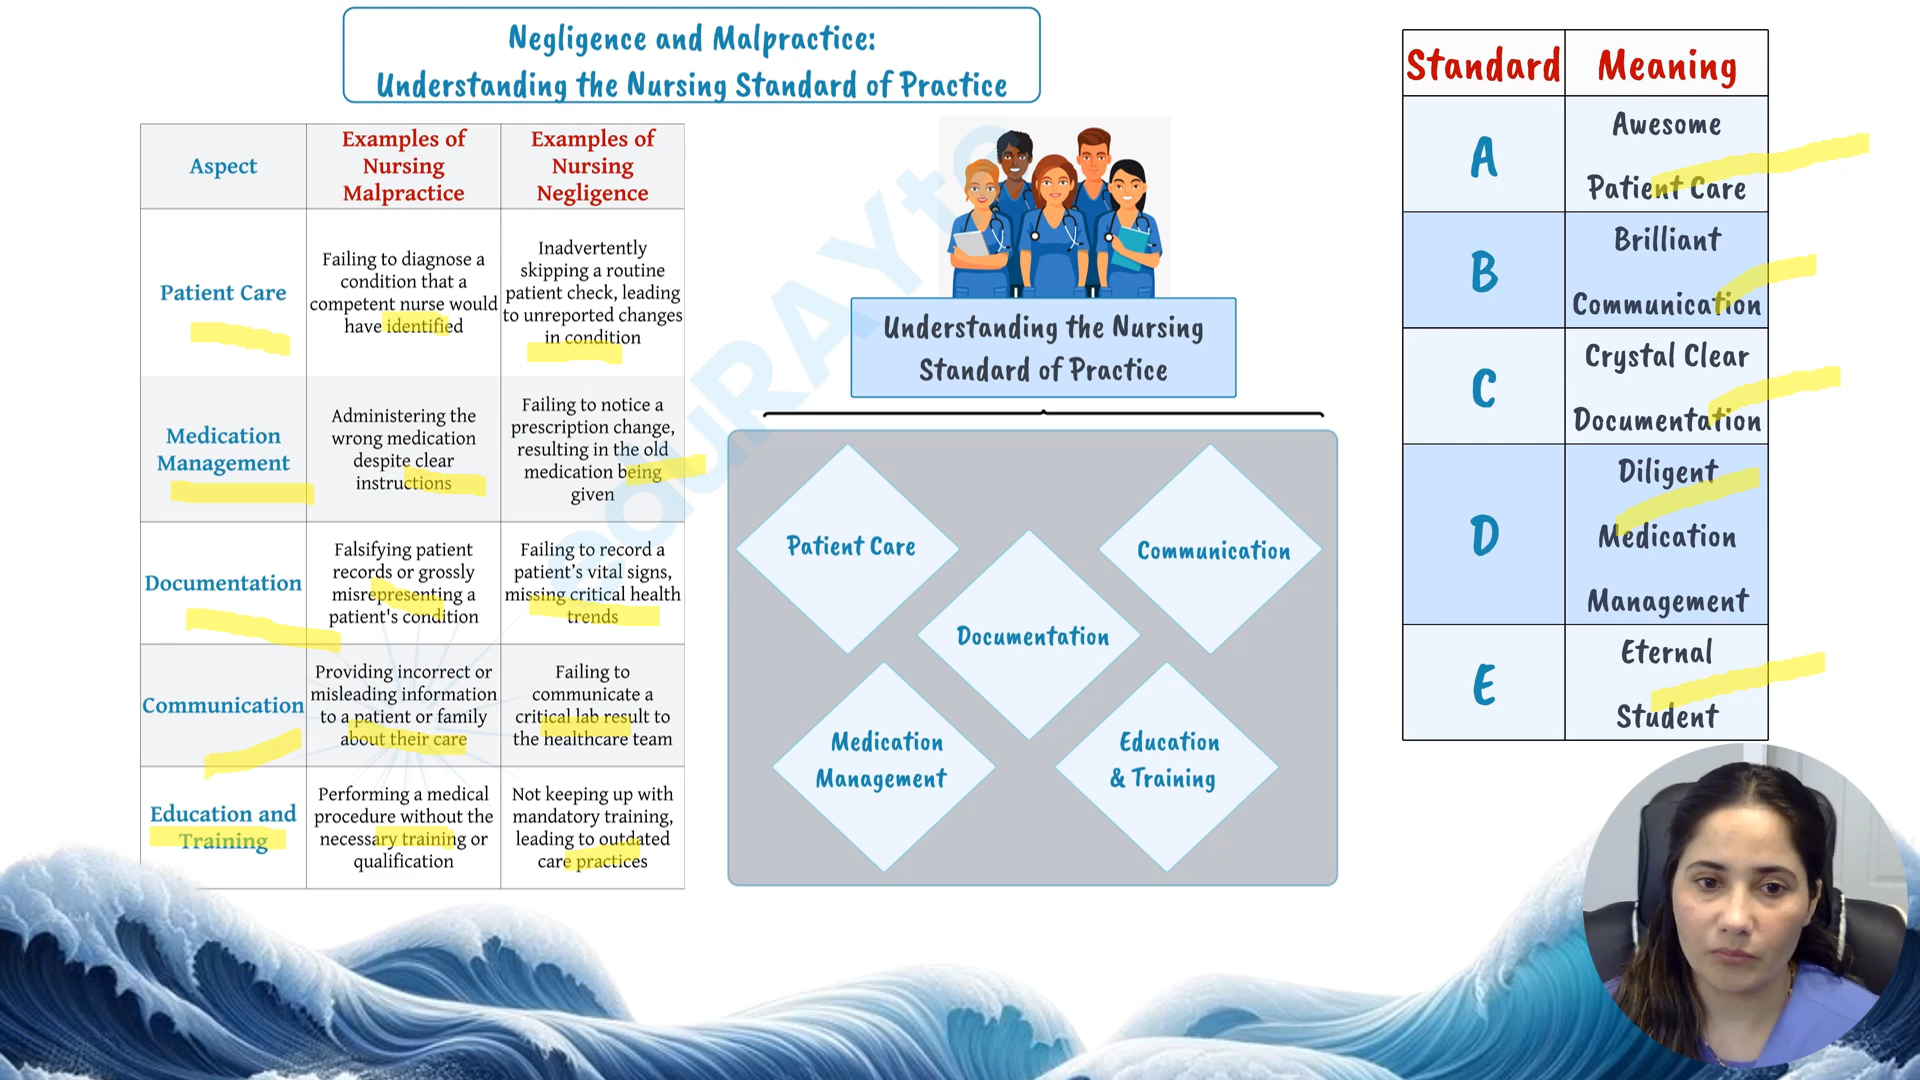 Negligence and Malpractice:
Understanding the Nursing Standard of Practice
Aspect
Examples of
Nursing
Malpractice
Examples of
Nursing
Negligence
Patient Care
Failing to diagnose a
condition that a
competent nurse would
have identified
Inadvertently
skipping a routine
patient check, leading
to unreported changes
in condition
Medication
Management
Administering the
wrong medication
despite clear
instructions
Failing to notice a
prescription change,
resulting in the old
medication being
given
Documentation
Falsifying patient
records or grossly
misrepresenting a
patient's condition
Failing to record a
patient’s vital signs,
missing critical health
trends
Communication
Providing incorrect or
misleading information
to a patient or family
about their care
Failing to
communicate a
critical lab result to
the healthcare team
Education and
Training
Performing a medical
procedure without the
necessary training or
qualification
Not keeping up with
mandatory training,
leading to outdated
care practices
Understanding the Nursing
Standard of Practice
Patient Care
Communication
Documentation
Medication
Management
Education
& Training
Standard
Meaning
A
Awesome
Patient Care
B
Brilliant
Communication
C
Crystal Clear
Documentation
D
Diligent
Medication
Management
E
Eternal
Student